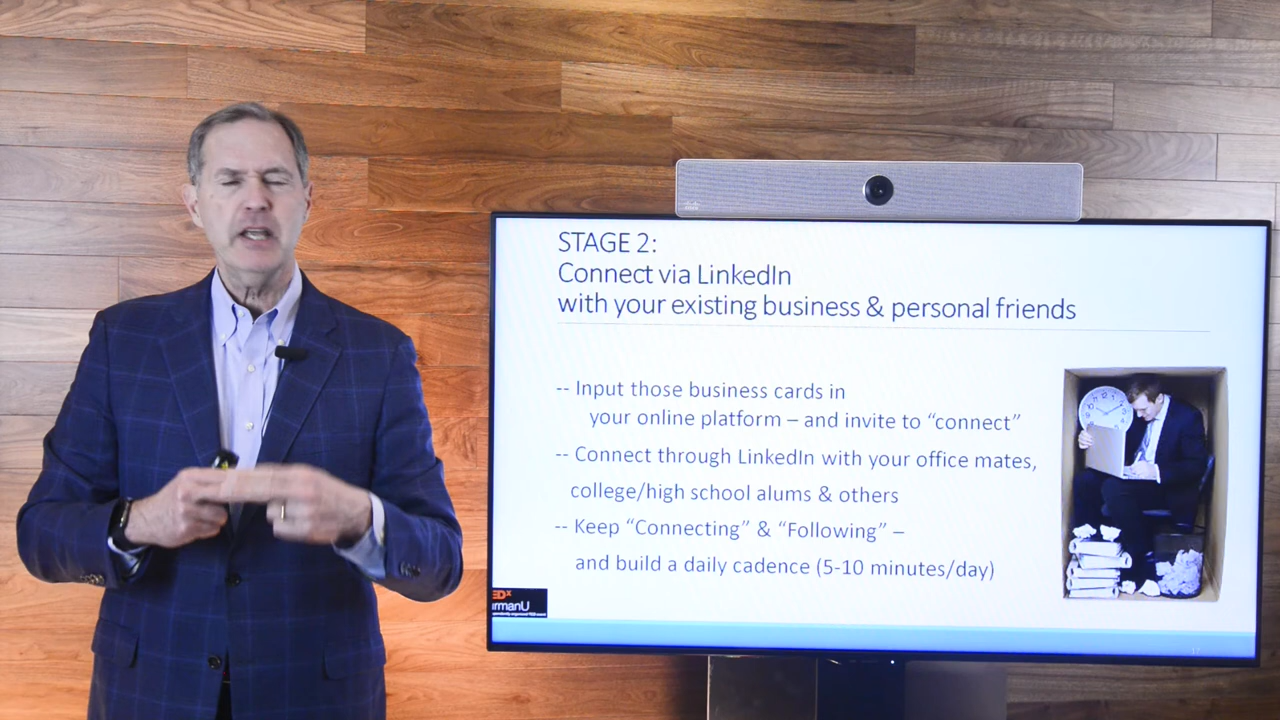 STAGE 2:
Connect via LinkedIn
with your existing business & personal friends
-- Input those business cards in
your online platform – and invite to “connect”
-- Connect through LinkedIn with your office mates,
college/high school alums & others
-- Keep “Connecting” & “Following” –
and build a daily cadence (5-10 minutes/day)
EDx
rmanU